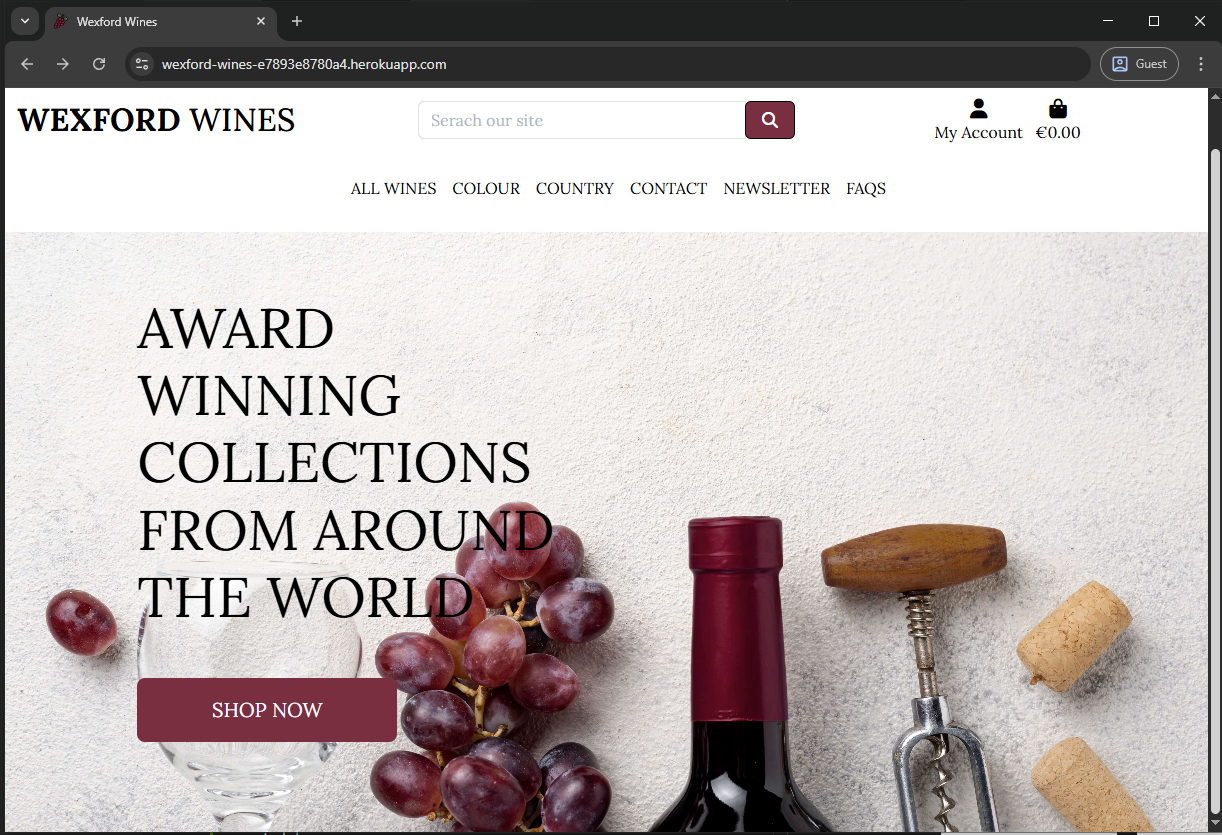 Wexford Wines
wexford-wines-e7893e8780a4.herokuapp.com
Guest
WEXFORD WINES
Serach our site
My Account
€0.00
ALL WINES COLOUR COUNTRY CONTACT NEWSLETTER FAQS
AWARD
WINNING
COLLECTIONS
FROM AROUND
THE WORLD
SHOP NOW